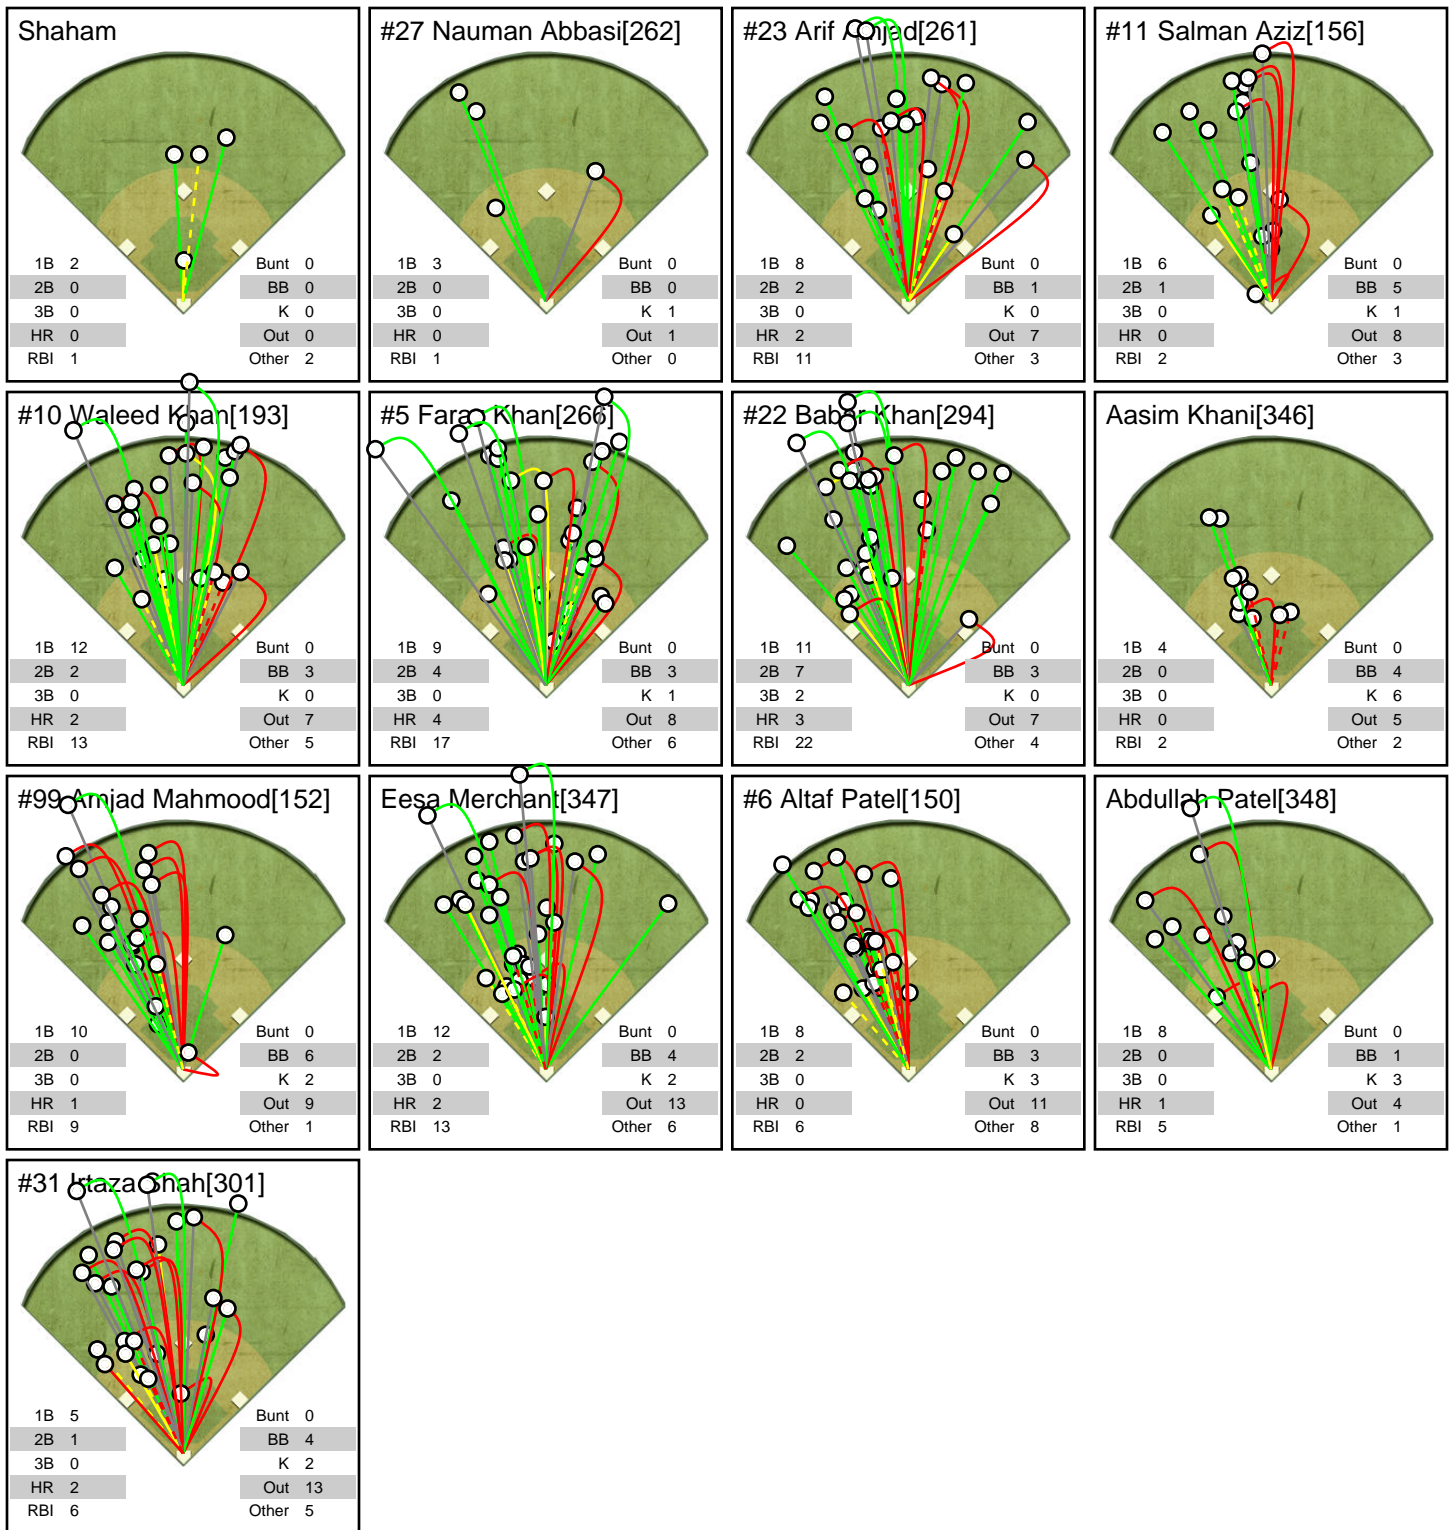 Shaham
1B 2 Bunt 0
2B 0 BB 0
3B 0 K 0
HR 0 Out 0
RBI 1 Other 2
#27 Nauman Abbasi[262]
1B 3 Bunt 0
2B 0 BB 0
3B 0 K 1
HR 0 Out 1
RBI 1 Other 0
#23 Arif Amjad[261]
1B 8 Bunt 0
2B 2 BB 1
3B 0 K 0
HR 2 Out 7
RBI 11 Other 3
#11 Salman Aziz[156]
1B 6 Bunt 0
2B 1 BB 5
3B 0 K 1
HR 0 Out 8
RBI 2 Other 3
#10 Waleed Khan[193]
1B 12 Bunt 0
2B 2 BB 3
3B 0 K 0
HR 2 Out 7
RBI 13 Other 5
#5 Faraz Khan[266]
1B 9 Bunt 0
2B 4 BB 3
3B 0 K 1
HR 4 Out 8
RBI 17 Other 6
#22 Babar Khan[294]
1B 11 Bunt 0
2B 7 BB 3
3B 2 K 0
HR 3 Out 7
RBI 22 Other 4
Aasim Khani[346]
1B 4 Bunt 0
2B 0 BB 4
3B 0 K 6
HR 0 Out 5
RBI 2 Other 2
#99 Amjad Mahmood[152]
1B 10 Bunt 0
2B 0 BB 6
3B 0 K 2
HR 1 Out 9
RBI 9 Other 1
Eesa Merchant[347]
1B 12 Bunt 0
2B 2 BB 4
3B 0 K 2
HR 2 Out 13
RBI 13 Other 6
#6 Altaf Patel[150]
1B 8 Bunt 0
2B 2 BB 3
3B 0 K 3
HR 0 Out 11
RBI 6 Other 8
Abdullah Patel[348]
1B 8 Bunt 0
2B 0 BB 1
3B 0 K 3
HR 1 Out 4
RBI 5 Other 1
#31 Irtaza Shah[301]
1B 5 Bunt 0
2B 1 BB 4
3B 0 K 2
HR 2 Out 13
RBI 6 Other 5